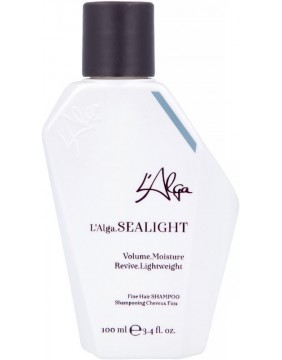 L'Alga
L'Alga.SEALIGHT
Volume.Moisture
Revive.Lightweight
Fine Hair SHAMPOO
Shampooing Cheveux Fins
100 ml ℮ 3.4 fl. oz.